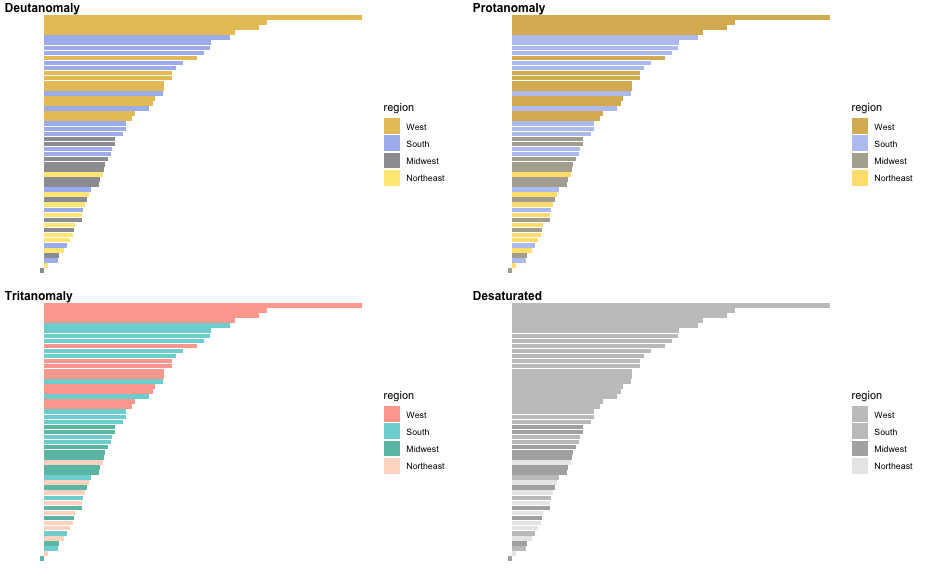 Deutanomaly
region
West
South
Midwest
Northeast
Protanomaly
region
West
South
Midwest
Northeast
Tritanomaly
region
West
South
Midwest
Northeast
Desaturated
region
West
South
Midwest
Northeast